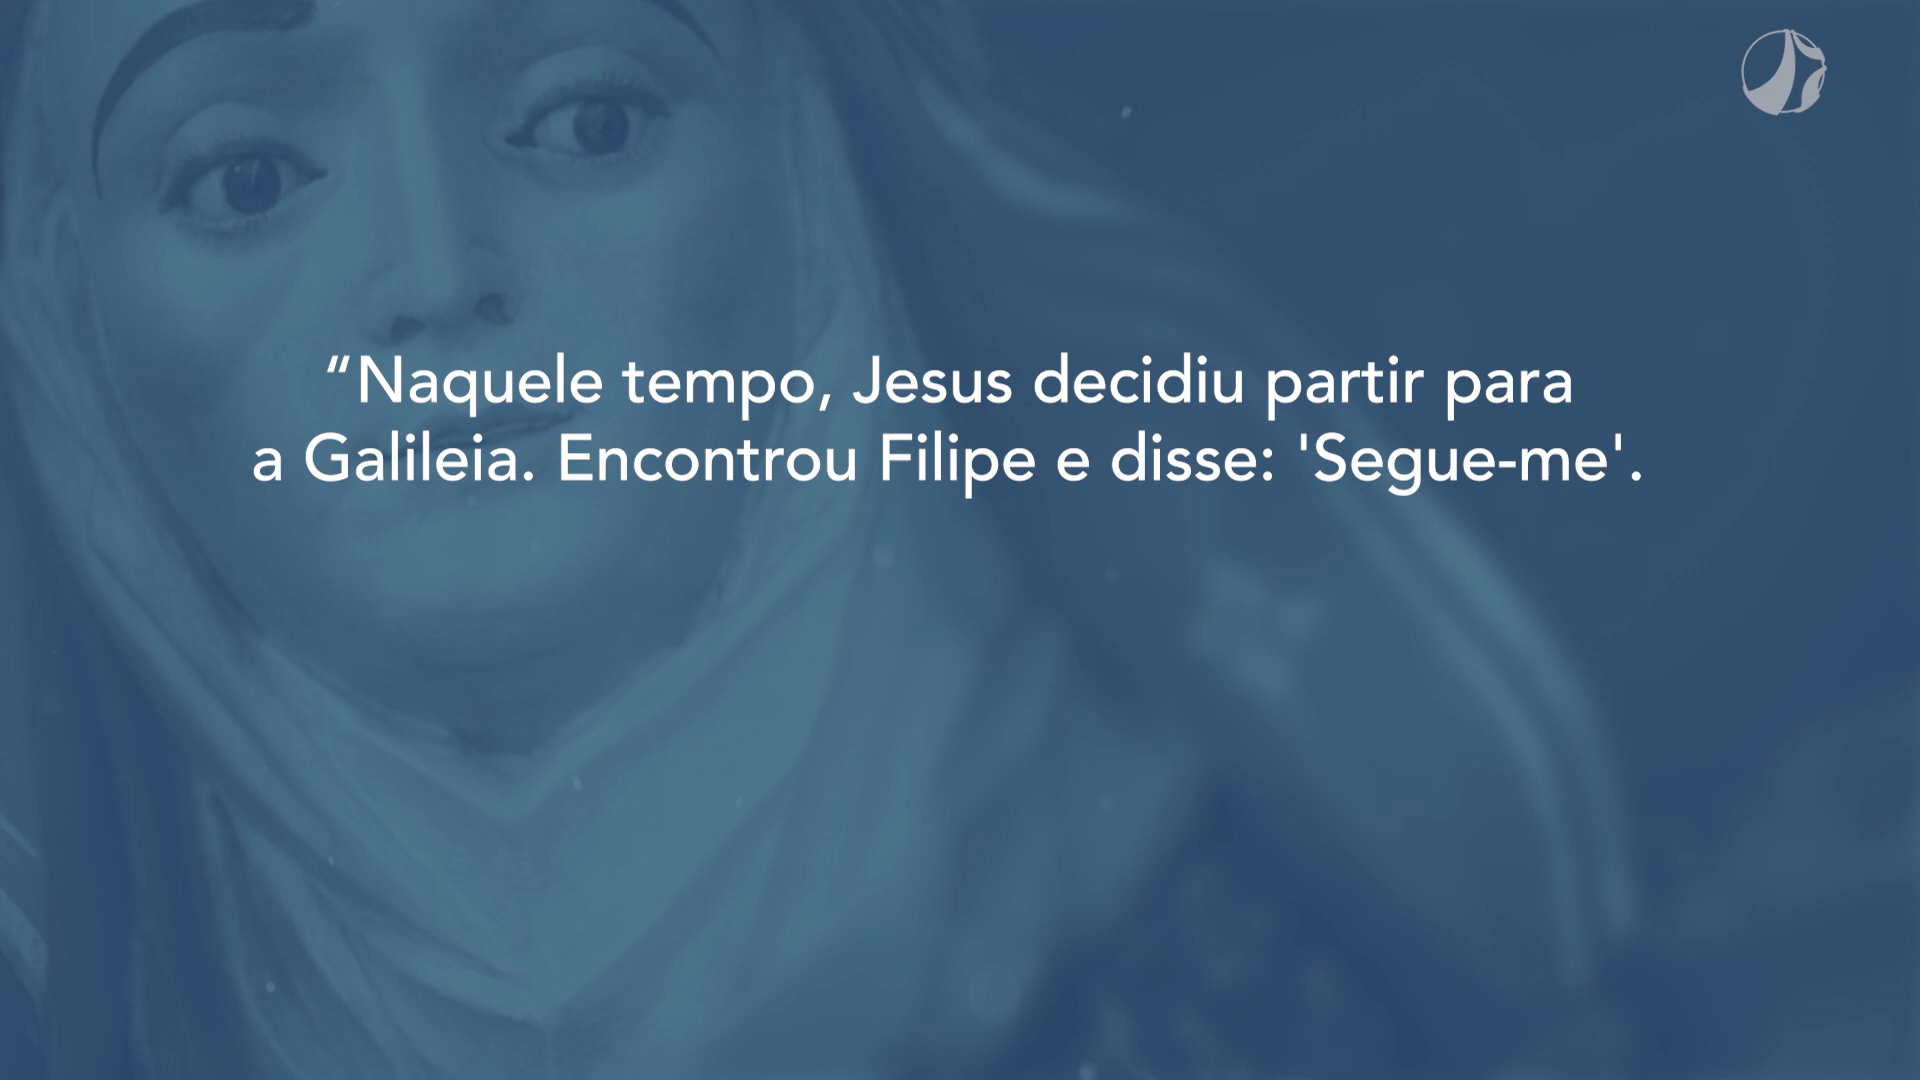 “Naquele tempo, Jesus decidiu partir para
a Galileia. Encontrou Filipe e disse: 'Segue-me'.